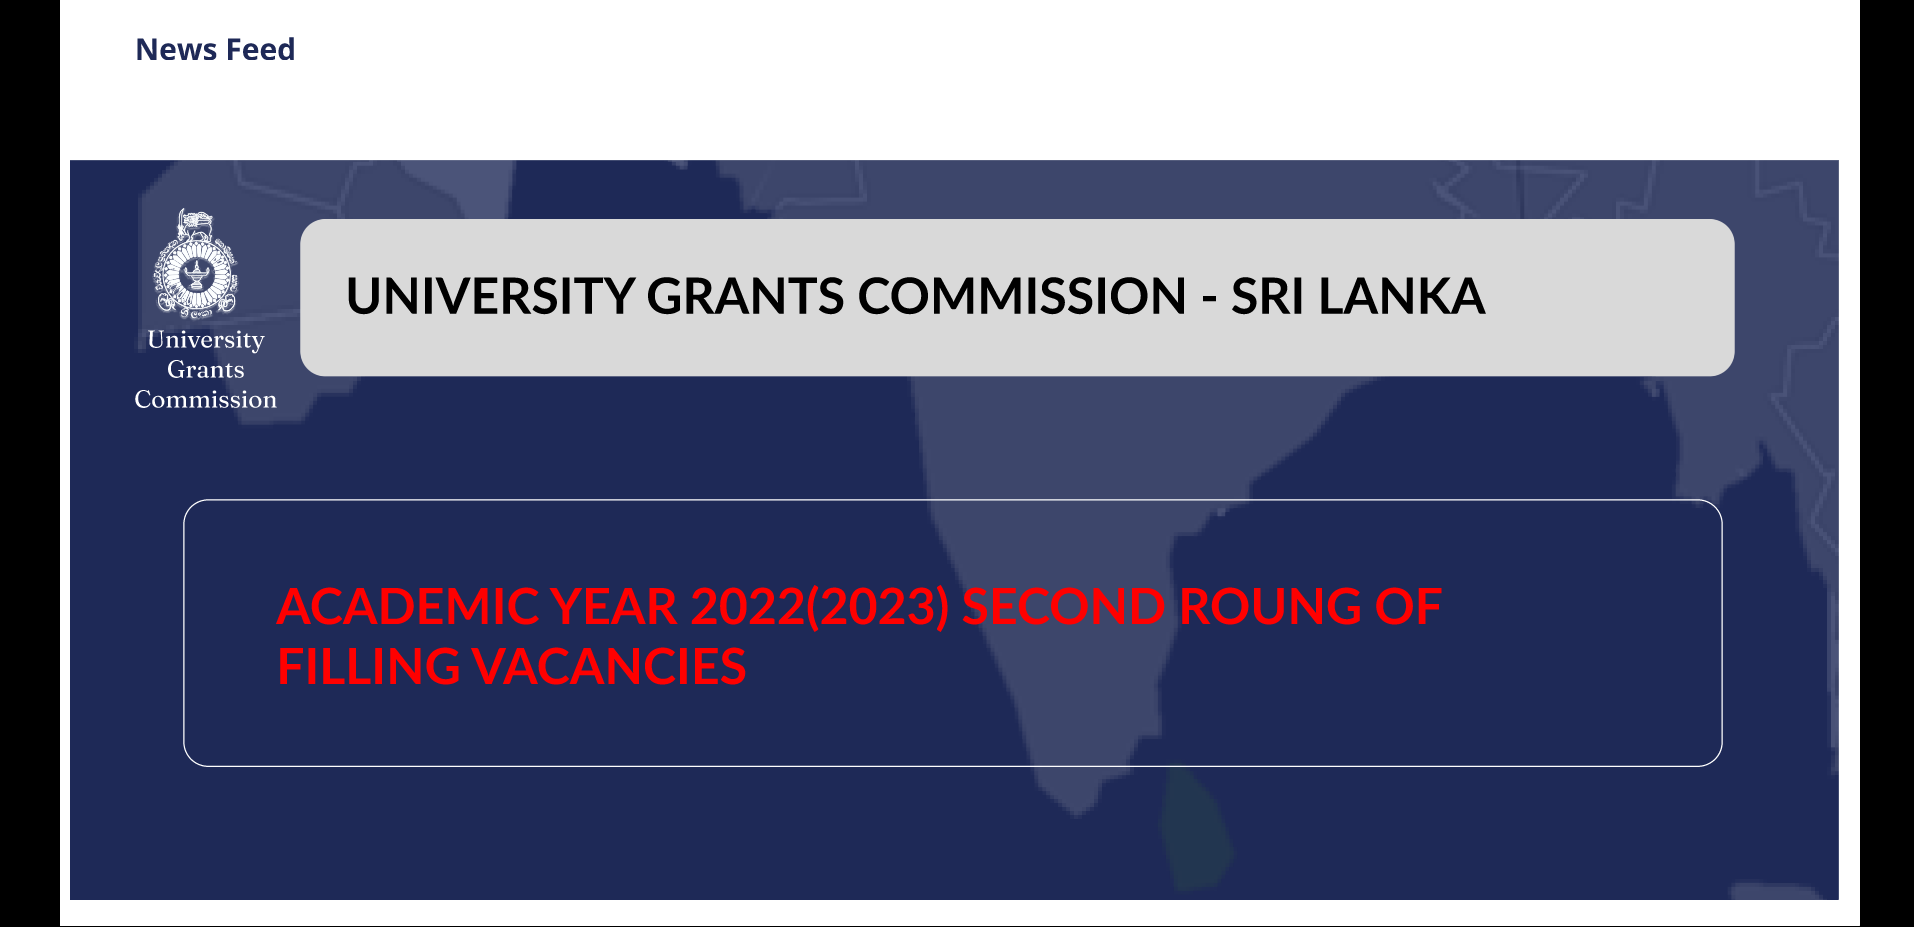 News Feed
University
Grants
Commission
UNIVERSITY GRANTS COMMISSION - SRI LANKA
ACADEMIC YEAR 2022(2023) SECOND ROUNG OF
FILLING VACANCIES